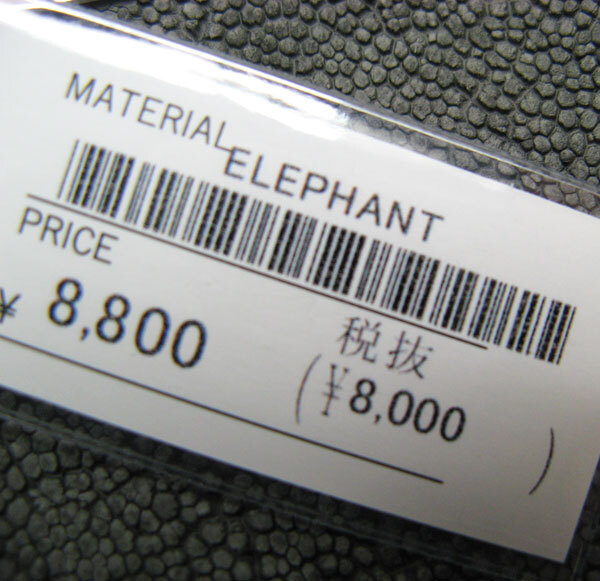 MATERIAL
ELEPHANT
PRICE
¥ 8,800
税抜
(¥8,000 )